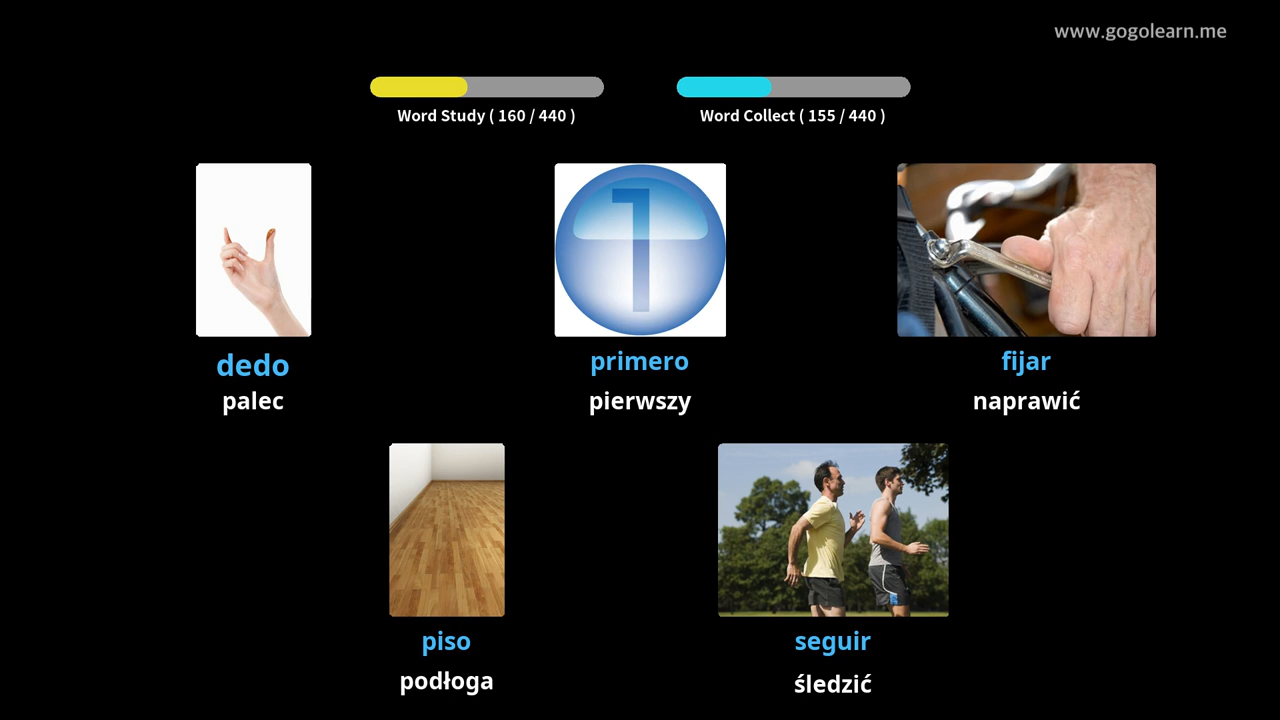 www.gogolearn.me
Word Study ( 160 / 440 )
Word Collect ( 155 / 440 )
1
dedo
palec
primero
pierwszy
fijar
naprawić
piso
podłoga
seguir
śledzić